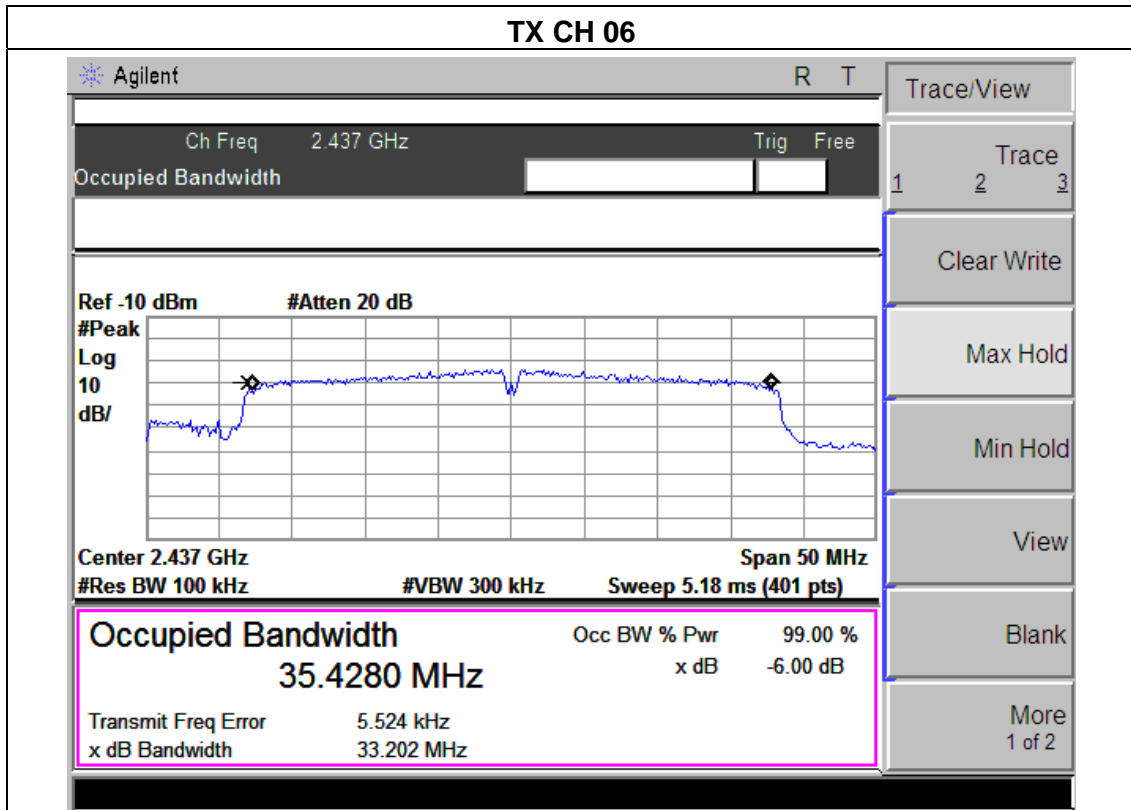 TX CH 06
Agilent R T
Trace/View
Ch Freq 2.437 GHz Trig Free
Occupied Bandwidth
Trace
1 2 3
Clear Write
Max Hold
Min Hold
View
Blank
More
1 of 2
Ref -10 dBm #Atten 20 dB
#Peak
Log
10
dB/
Center 2.437 GHz Span 50 MHz
#Res BW 100 kHz #VBW 300 kHz Sweep 5.18 ms (401 pts)
Occupied Bandwidth Occ BW % Pwr 99.00 %
35.4280 MHz x dB -6.00 dB
Transmit Freq Error 5.524 kHz
x dB Bandwidth 33.202 MHz